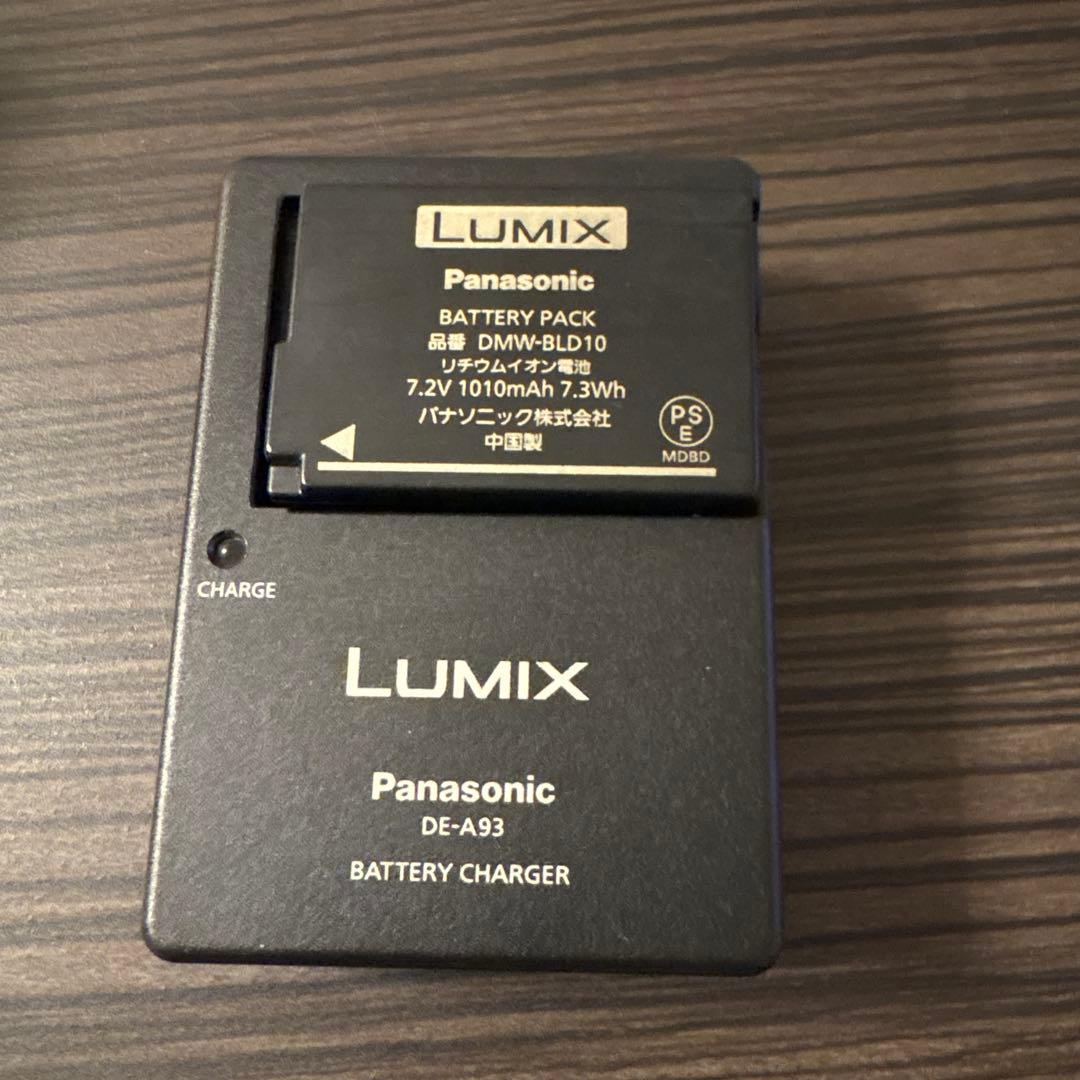 LUMIX
Panasonic
BATTERY PACK
品番 DMW-BLD10
リチウムイオン電池
7.2V 1010mAh 7.3Wh
パナソニック株式会社
中国製
PS
E
MDBD
CHARGE
LUMIX
Panasonic
DE-A93
BATTERY CHARGER